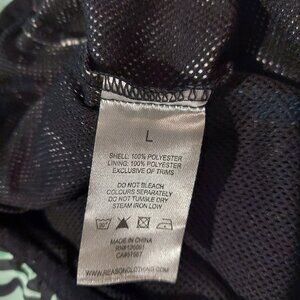 L
SHELL: 100% POLYESTER
LINING: 100% POLYESTER
EXCLUSIVE OF TRIMS
DO NOT BLEACH
COLOURS SEPARATELY
DO NOT TUMBLE DRY
STEAM IRON LOW
MADE IN CHINA
WWW.REASONCLOTHING.COM